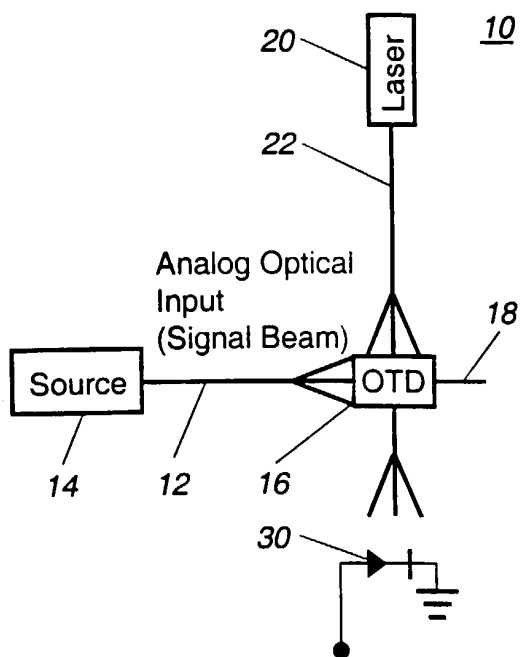 10
20
Laser
22
Analog Optical
Input
(Signal Beam)
18
Source
OTD
14
12
16
30